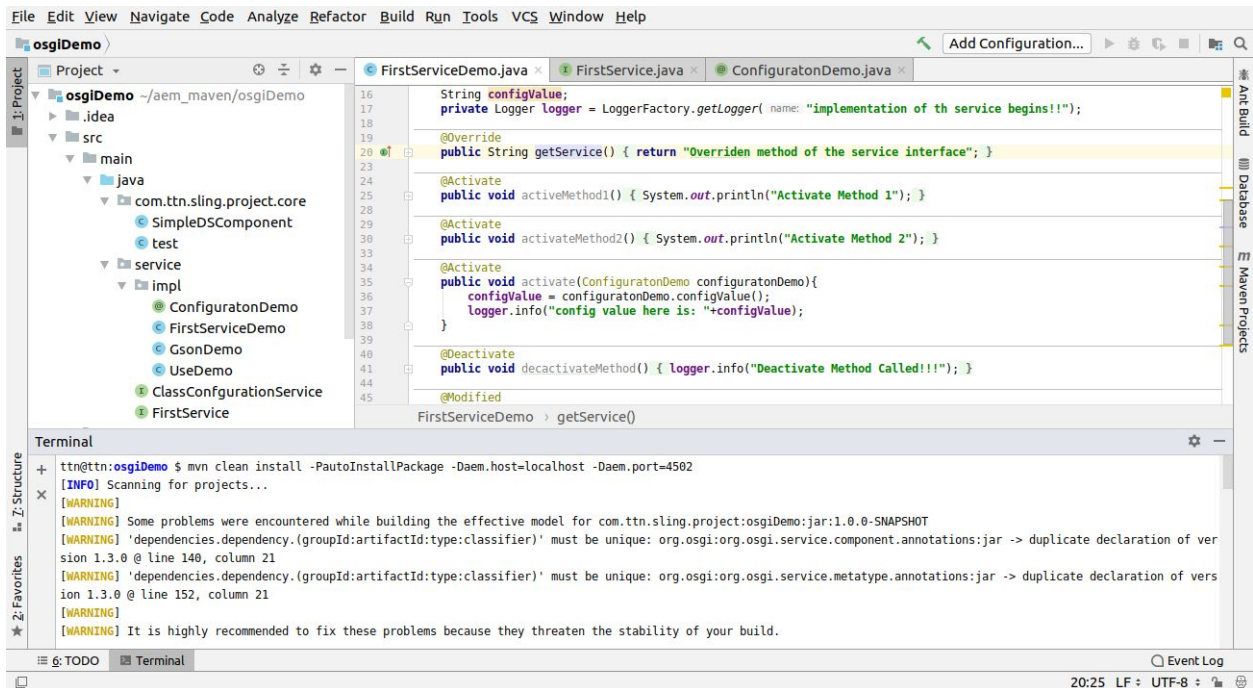 File Edit View Navigate Code Analyze Refactor Build Run Tools VCS Window Help
osgiDemo
Add Configuration...
1: Project
Project
osgiDemo ~/aem_maven/osgiDemo
.idea
src
main
java
com.ttn.sling.project.core
SimpleDSComponent
test
service
impl
ConfiguratonDemo
FirstServiceDemo
GsonDemo
UseDemo
ClassConfgurationService
FirstService
FirstServiceDemo.java
FirstService.java
ConfiguratonDemo.java
16 String configValue;
17 private Logger logger = LoggerFactory.getLogger( name: "implementation of th service begins!!");
18
19 @Override
20 public String getService() { return "Overriden method of the service interface"; }
23
24 @Activate
25 public void activeMethod1() { System.out.println("Activate Method 1"); }
28
29 @Activate
30 public void activateMethod2() { System.out.println("Activate Method 2"); }
33
34 @Activate
35 public void activate(ConfiguratonDemo configuratonDemo){
36 configValue = configuratonDemo.configValue();
37 logger.info("config value here is: "+configValue);
38 }
39
40 @Deactivate
41 public void decactivateMethod() { logger.info("Deactivate Method Called!!!"); }
44
45 @Modified
FirstServiceDemo › getService()
Ant Build
Database
m Maven Projects
Terminal
ttn@ttn:osgiDemo $ mvn clean install -PautoInstallPackage -Daem.host=localhost -Daem.port=4502
[INFO] Scanning for projects...
[WARNING]
[WARNING] Some problems were encountered while building the effective model for com.ttn.sling.project:osgiDemo:jar:1.0.0-SNAPSHOT
[WARNING] 'dependencies.dependency.(groupId:artifactId:type:classifier)' must be unique: org.osgi:org.osgi.service.component.annotations:jar -> duplicate declaration of ver
sion 1.3.0 @ line 140, column 21
[WARNING] 'dependencies.dependency.(groupId:artifactId:type:classifier)' must be unique: org.osgi:org.osgi.service.metatype.annotations:jar -> duplicate declaration of vers
ion 1.3.0 @ line 152, column 21
[WARNING]
[WARNING] It is highly recommended to fix these problems because they threaten the stability of your build.
7: Structure
2: Favorites
6: TODO
Terminal
Event Log
20:25 LF UTF-8